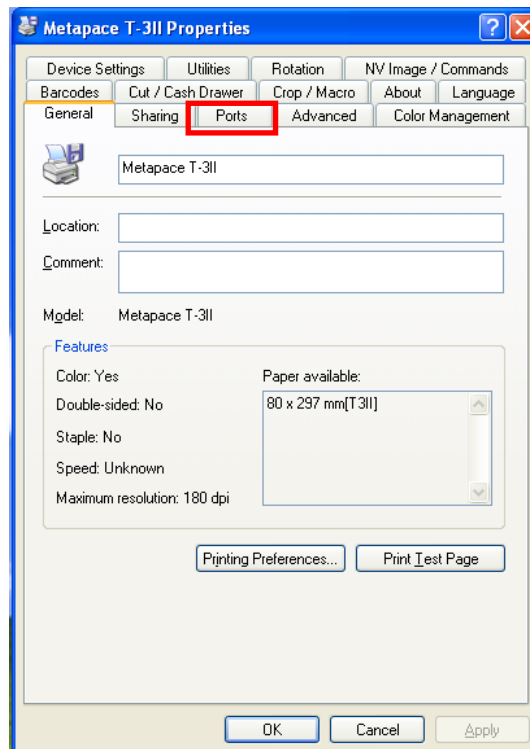 Metapace T-3II Properties
Device Settings Utilities Rotation NV Image / Commands
Barcodes Cut / Cash Drawer Crop / Macro About Language
General Sharing Ports Advanced Color Management
Metapace T-3II
Location:
Comment:
Model: Metapace T-3II
Features
Color: Yes Paper available:
Double-sided: No 80 x 297 mm[T3II]
Staple: No
Speed: Unknown
Maximum resolution: 180 dpi
Printing Preferences... Print Test Page
OK Cancel Apply